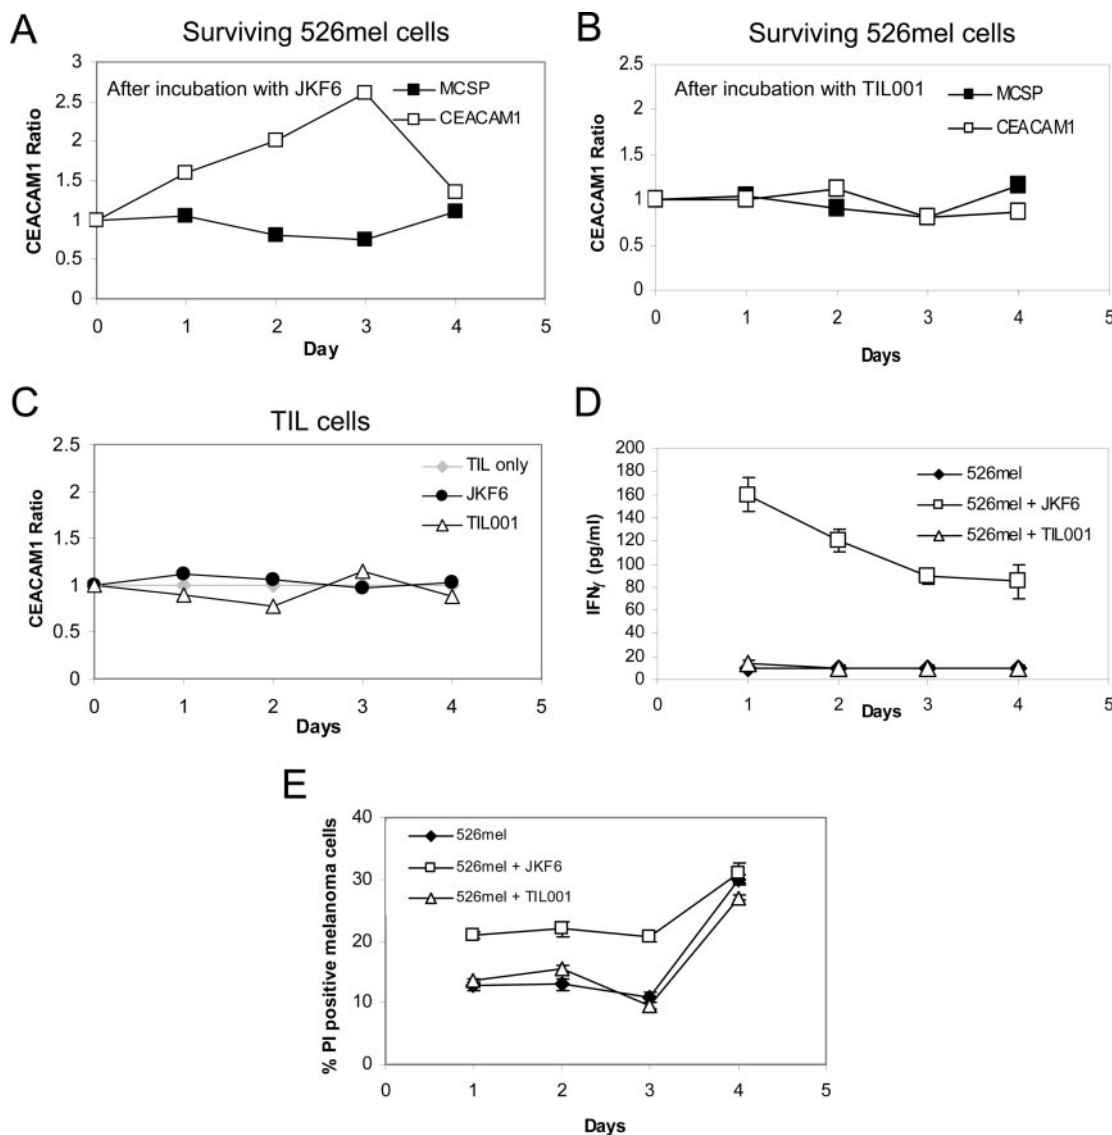 A
Surviving 526mel cells
3
2.5
2
1.5
1
0.5
0
CEACAM1 Ratio
After incubation with JKF6
MCSP
CEACAM1
0 1 2 3 4 5
Day
B
Surviving 526mel cells
2.5
2
1.5
1
0.5
0
CEACAM1 Ratio
After incubation with TIL001
MCSP
CEACAM1
0 1 2 3 4 5
Days
C
TIL cells
2.5
2
1.5
1
0.5
0
CEACAM1 Ratio
TIL only
JKF6
TIL001
0 1 2 3 4 5
Days
D
200
180
160
140
120
100
80
60
40
20
0
IFNγ (pg/ml)
526mel
526mel + JKF6
526mel + TIL001
0 1 2 3 4 5
Days
E
40
30
20
10
0
% PI positive melanoma cells
526mel
526mel + JKF6
526mel + TIL001
0 1 2 3 4 5
Days